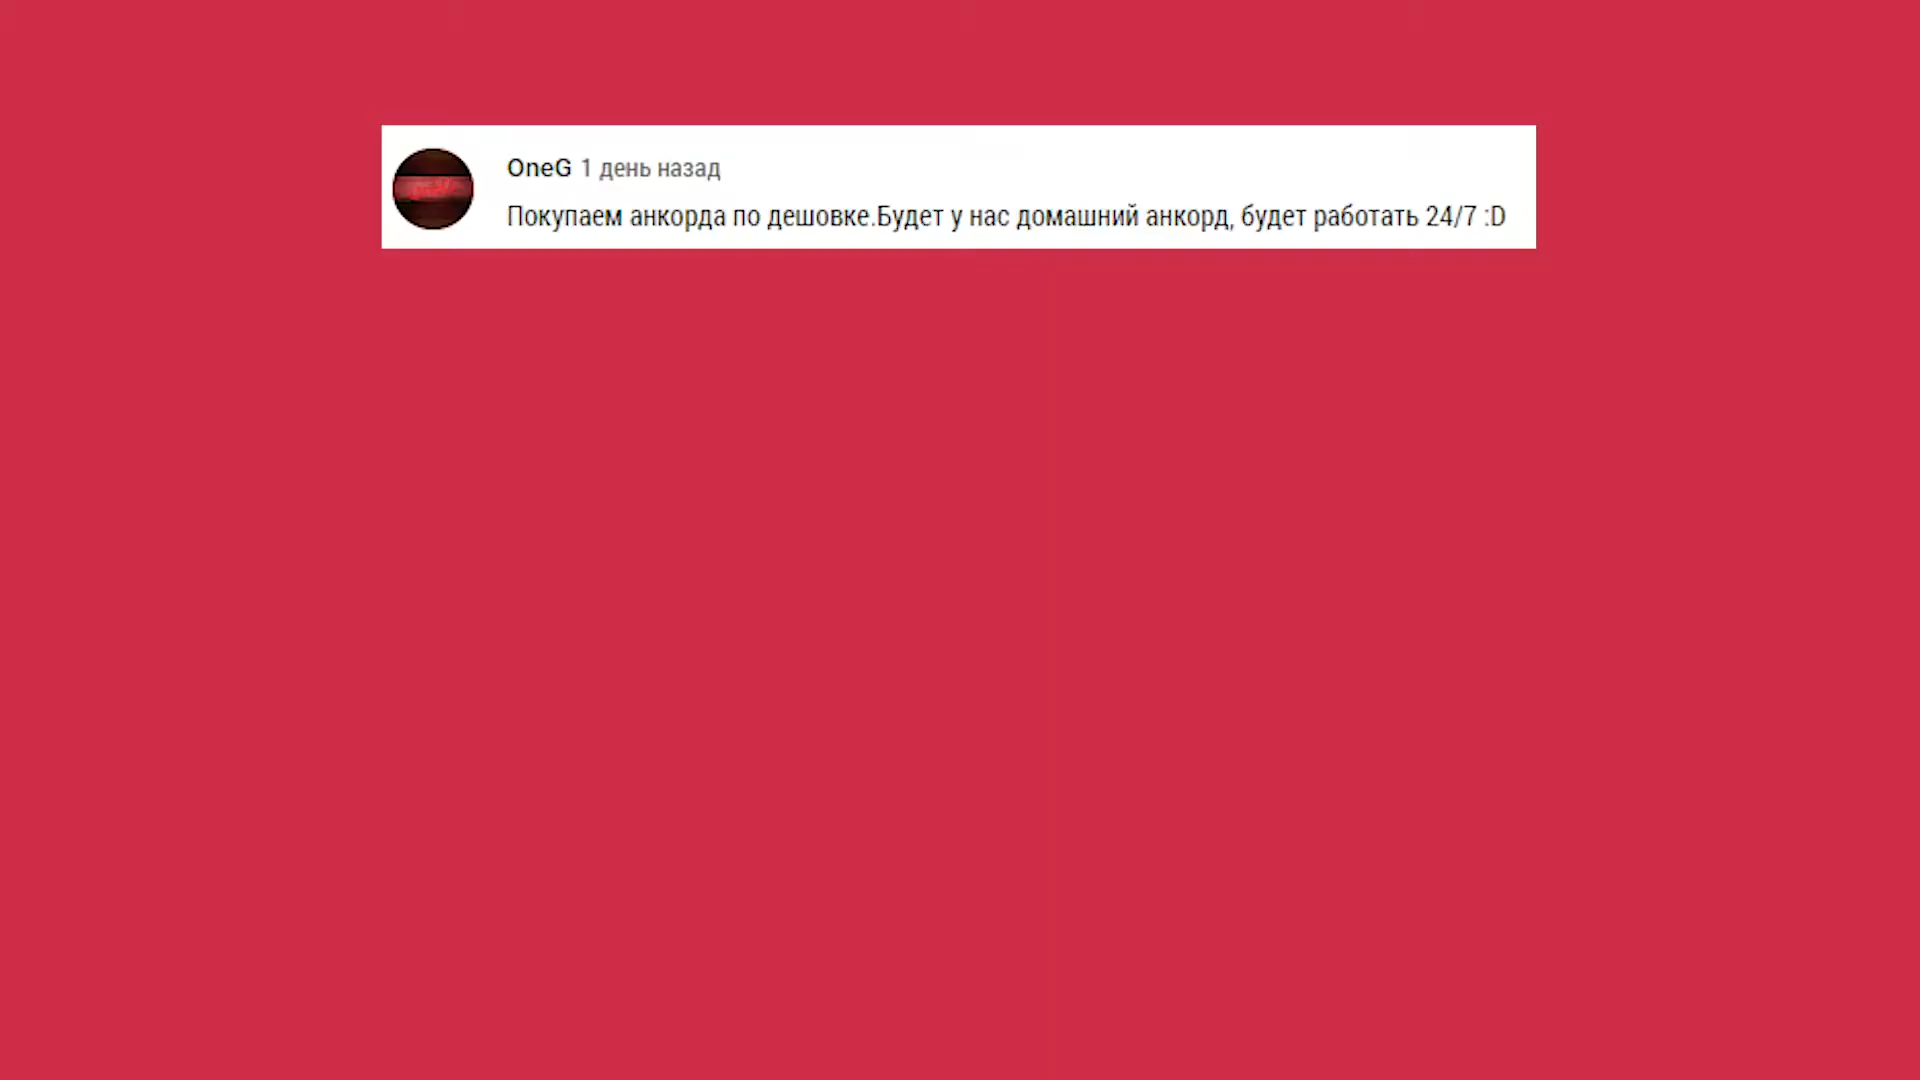 OneG 1 день назад
Покупаем анкорда по дешовке.Будет у нас домашний анкорд, будет работать 24/7 :D